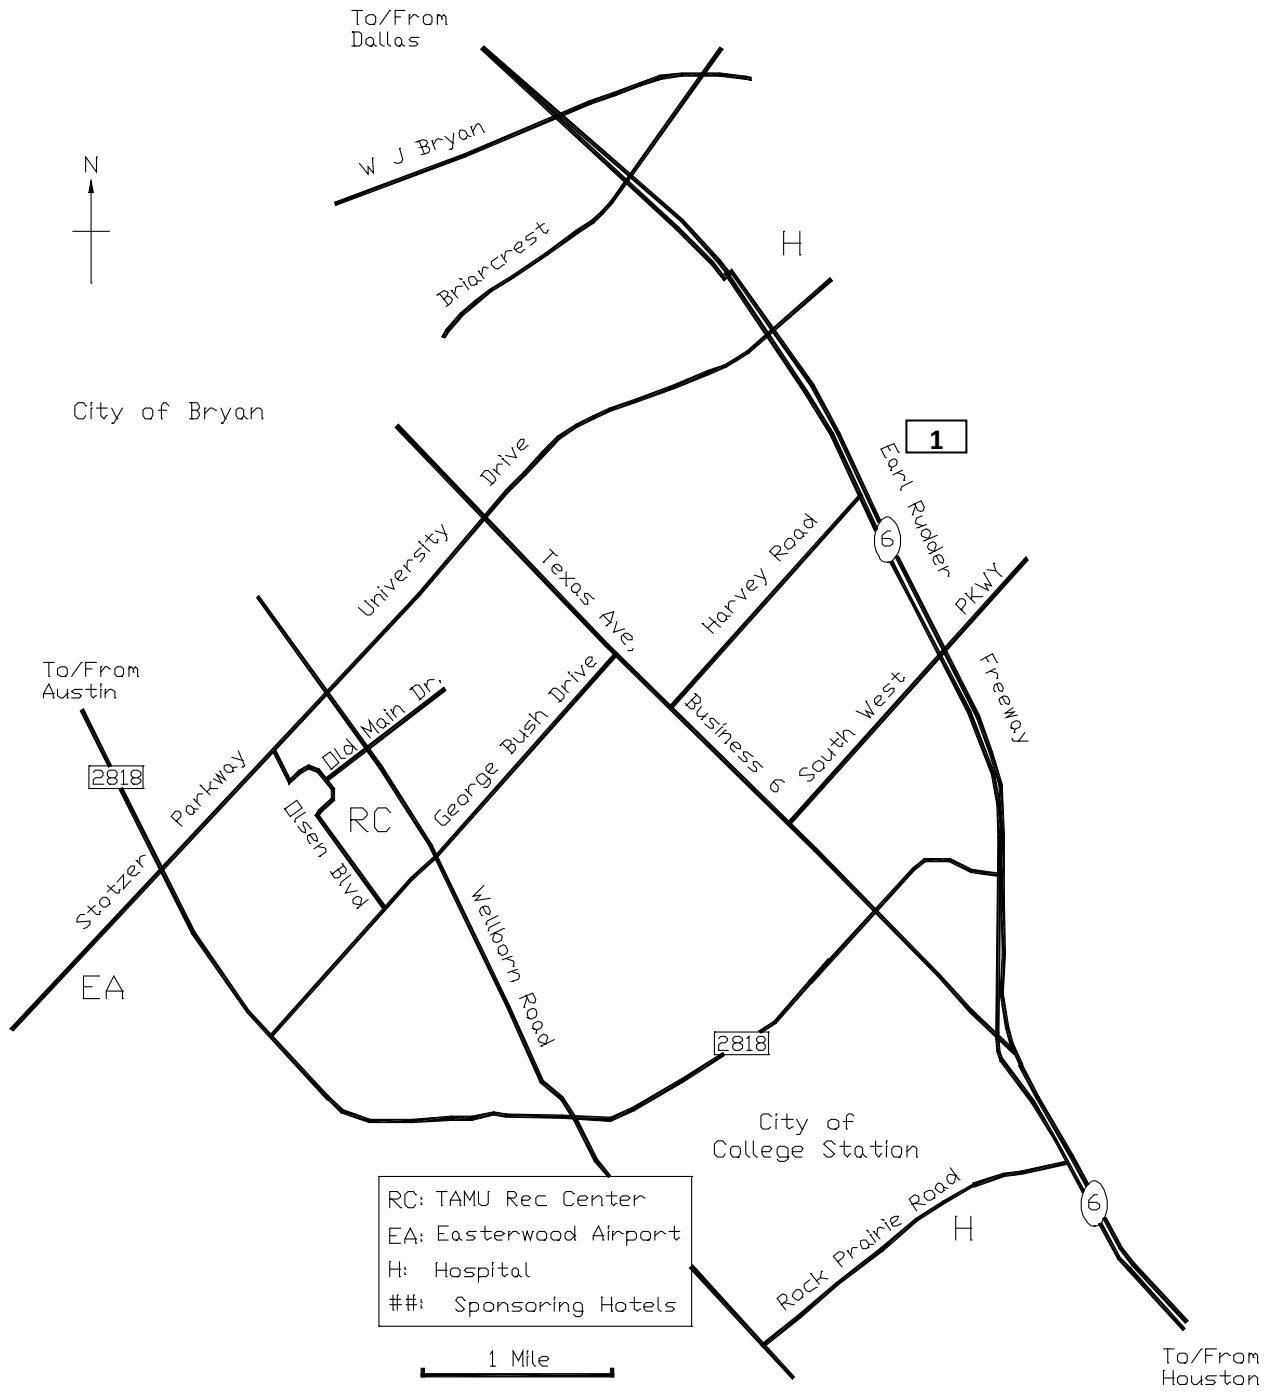 To/From
Dallas
W J Bryan
N
H
Briarcrest
City of Bryan
1
Earl Rudder
Drive
University
Texas Ave,
Harvey Road
6
PKWY
To/From
Austin
Old Main Dr.
George Bush Drive
Business 6
South West
Freeway
2818
Parkway
Olsen Blvd
RC
Stotzer
Wellborn Road
EA
2818
City of
College Station
Rock Prairie Road
H
6
RC: TAMU Rec Center
EA: Easterwood Airport
H: Hospital
##: Sponsoring Hotels
1 Mile
To/From
Houston